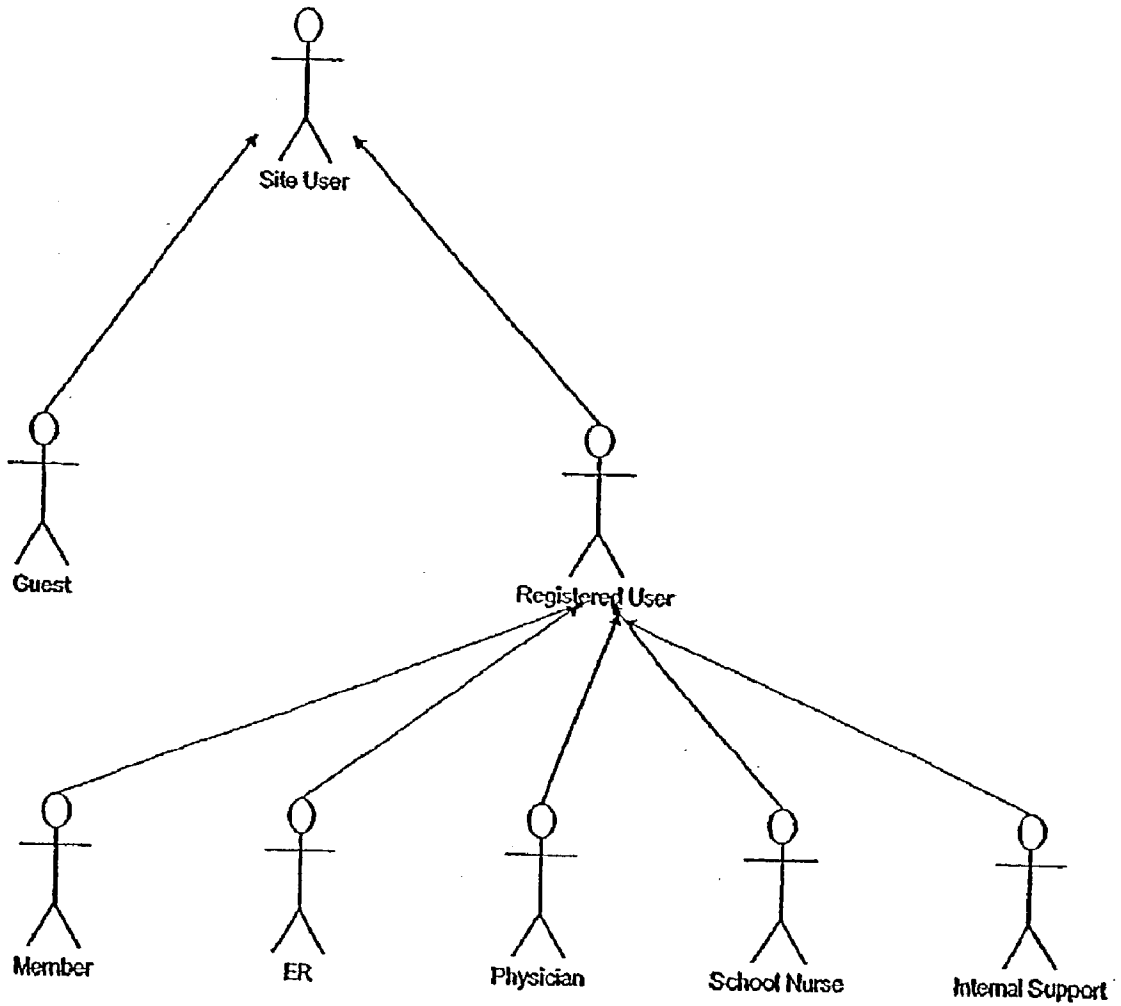 Site User
Guest
Registered User
Member
ER
Physician
School Nurse
Internal Support